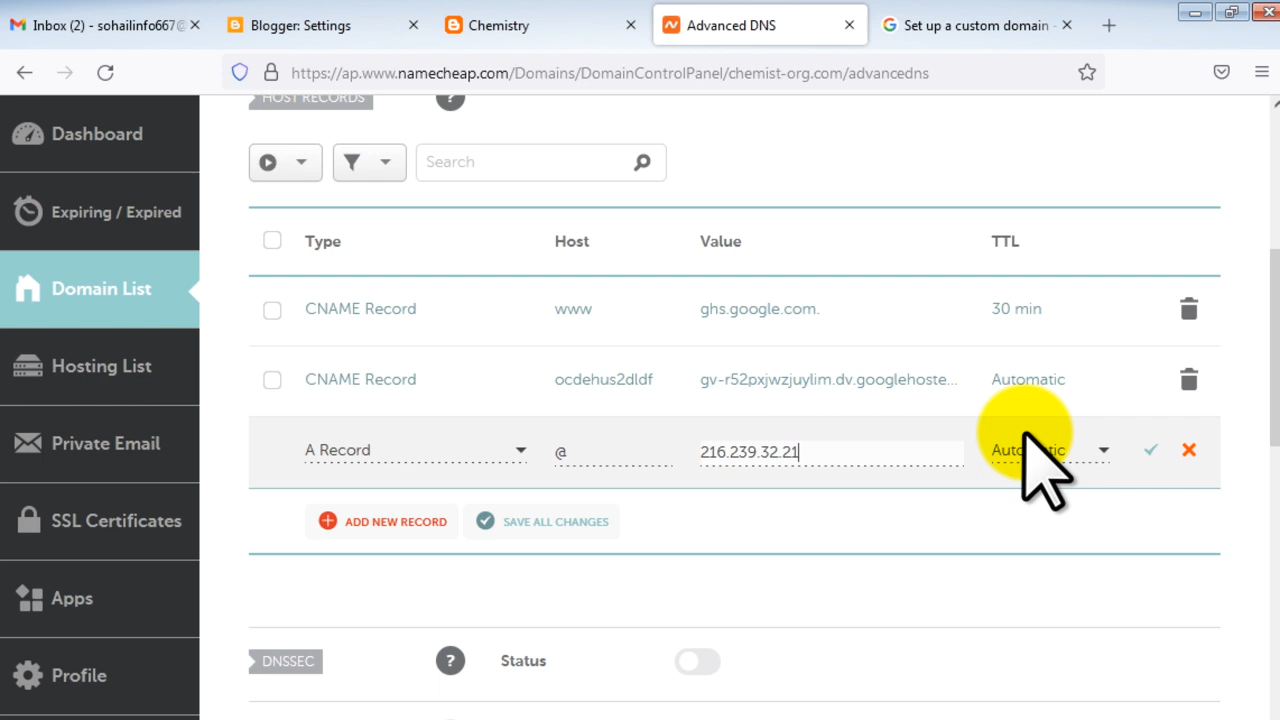 Inbox (2) - sohailinfo667@
Blogger: Settings
Chemistry
Advanced DNS
Set up a custom domain -
https://ap.www.namecheap.com/Domains/DomainControlPanel/chemist-org.com/advancedns
Dashboard
Expiring / Expired
Domain List
Hosting List
Private Email
SSL Certificates
Apps
Profile
HOST RECORDS
?
Search
Type Host Value TTL
CNAME Record www ghs.google.com. 30 min
CNAME Record ocdehus2dldf gv-r52pxjwzjuylim.dv.googlehoste... Automatic
A Record @ 216.239.32.21 Automatic
ADD NEW RECORD SAVE ALL CHANGES
DNSSEC ? Status